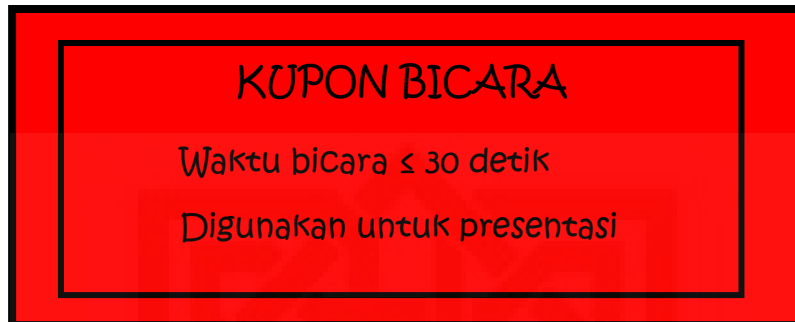 KUPON BICARA
Waktu bicara ≤ 30 detik
Digunakan untuk presentasi